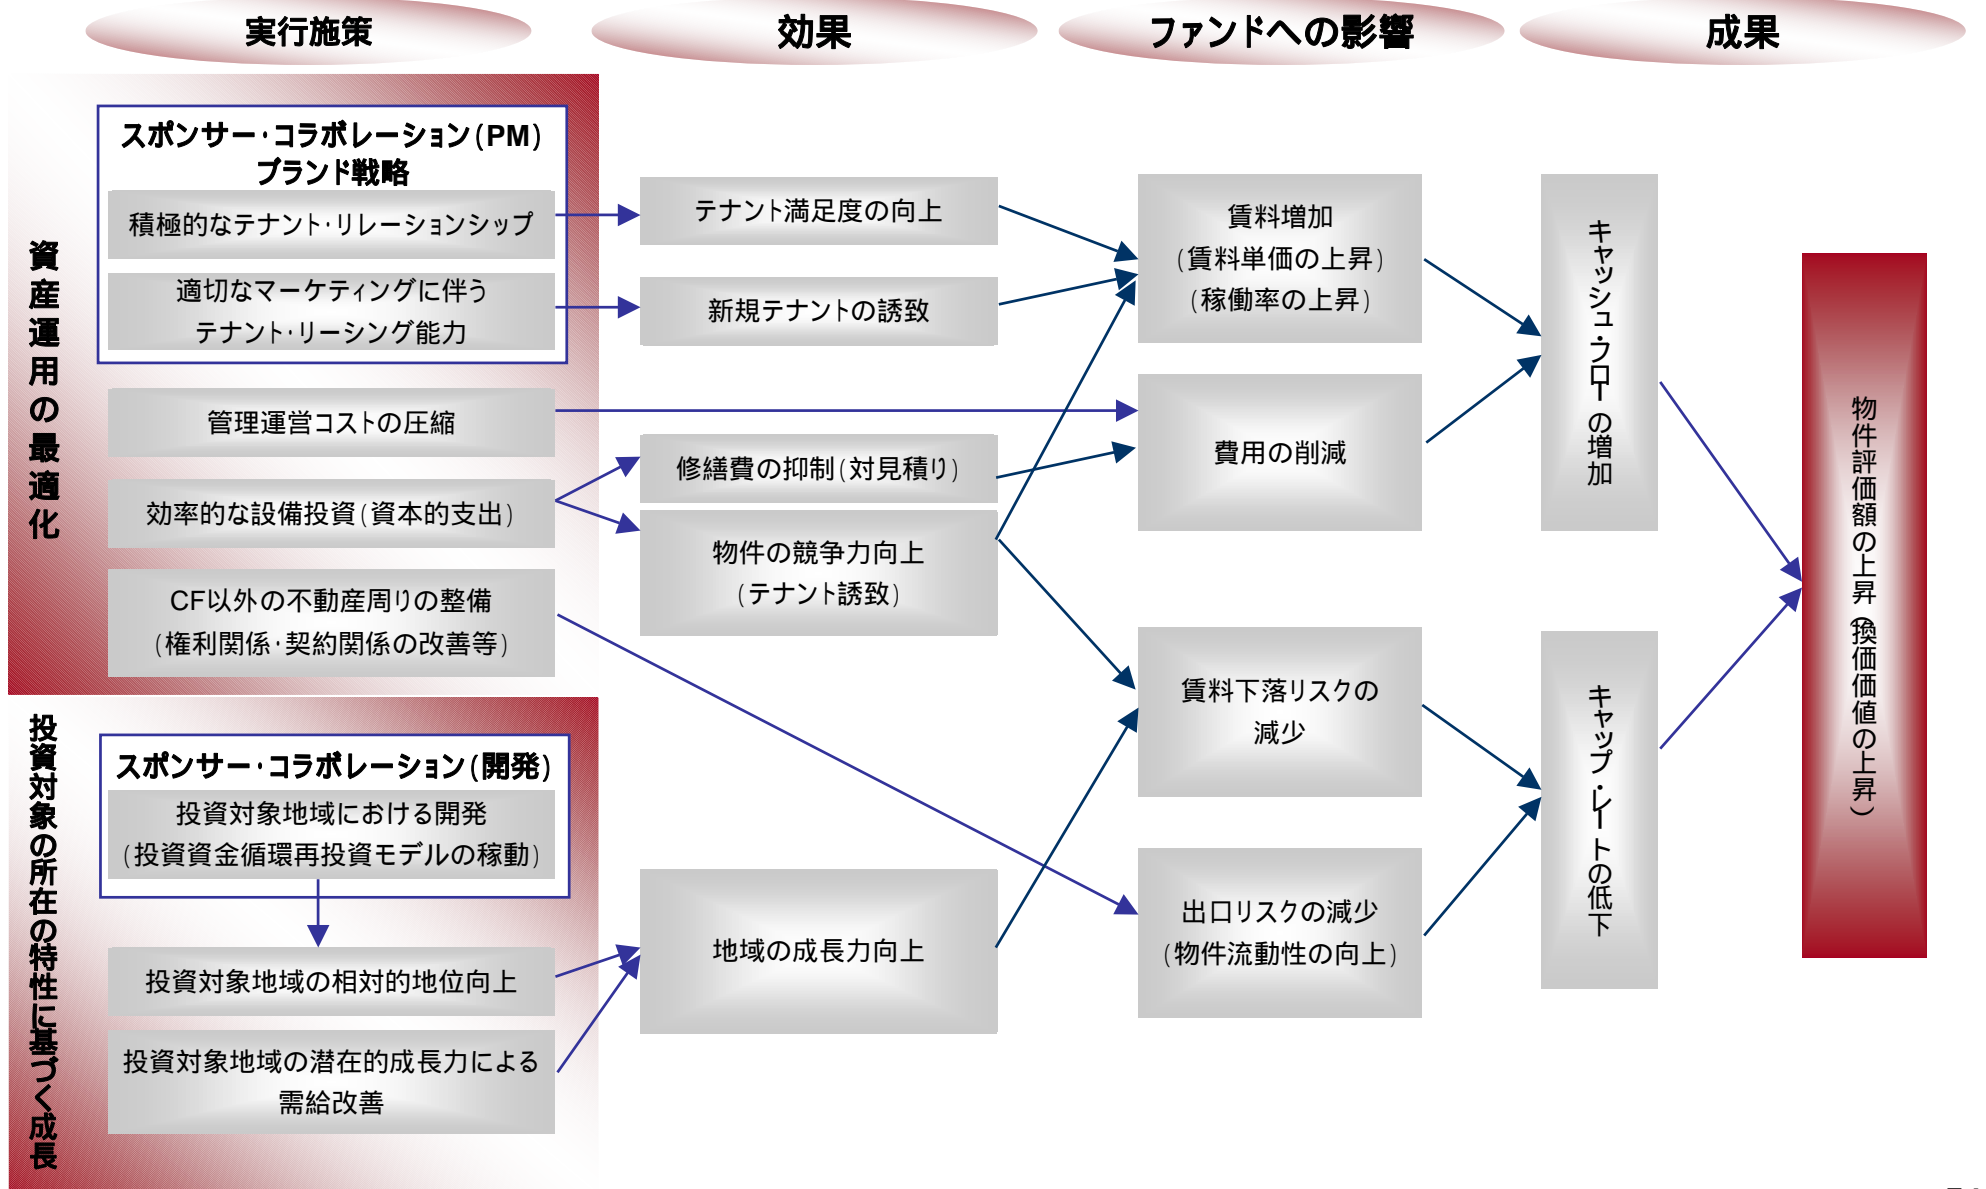 実行施策
効果
ファンドへの影響
成果
資産運用の最適化
スポンサー・コラボレーション(PM)
ブランド戦略
積極的なテナント・リレーションシップ
適切なマーケティングに伴う
テナント・リーシング能力
管理運営コストの圧縮
効率的な設備投資(資本的支出)
CF以外の不動産周りの整備
(権利関係・契約関係の改善等)
投資対象の所在の特性に基づく成長
スポンサー・コラボレーション(開発)
投資対象地域における開発
(投資資金循環再投資モデルの稼動)
投資対象地域の相対的地位向上
投資対象地域の潜在的成長力による
需給改善
テナント満足度の向上
新規テナントの誘致
修繕費の抑制(対見積り)
物件の競争力向上
(テナント誘致)
地域の成長力向上
賃料増加
(賃料単価の上昇)
(稼働率の上昇)
費用の削減
賃料下落リスクの
減少
出口リスクの減少
(物件流動性の向上)
キャッシュ・フローの増加
キャップ・レートの低下
物件評価額の上昇(換価価値の上昇)